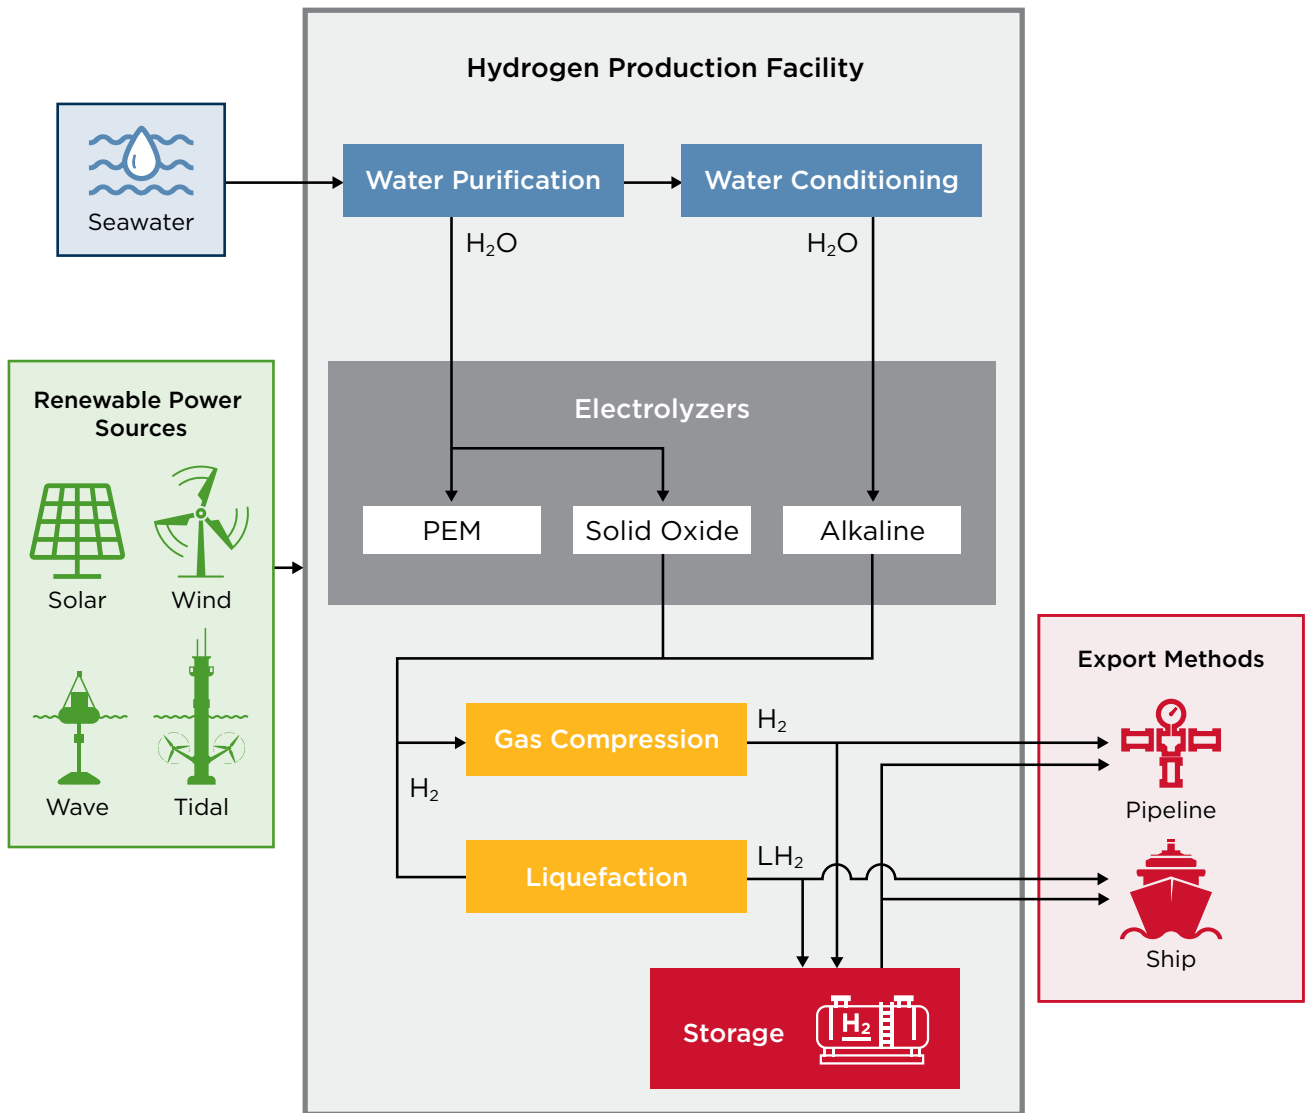 Hydrogen Production Facility
Seawater
Water Purification
Water Conditioning
H₂O
H₂O
Renewable Power
Sources
Solar
Wind
Wave
Tidal
Electrolyzers
PEM
Solid Oxide
Alkaline
Gas Compression
H₂
H₂
Liquefaction
LH₂
Storage
H₂
Export Methods
Pipeline
Ship